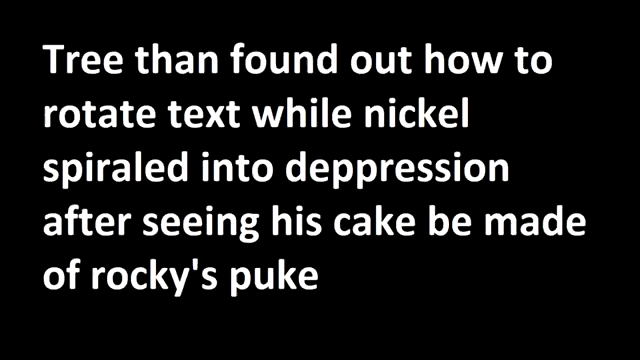 Tree than found out how to
rotate text while nickel
spiraled into deppression
after seeing his cake be made
of rocky's puke